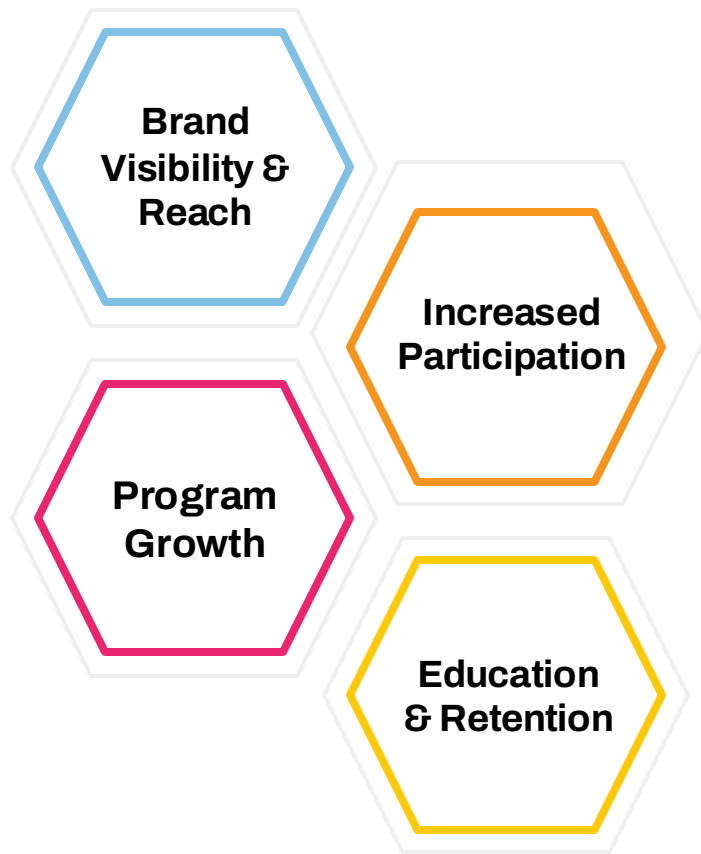 Brand
Visibility &
Reach
Increased
Participation
Program
Growth
Education
& Retention